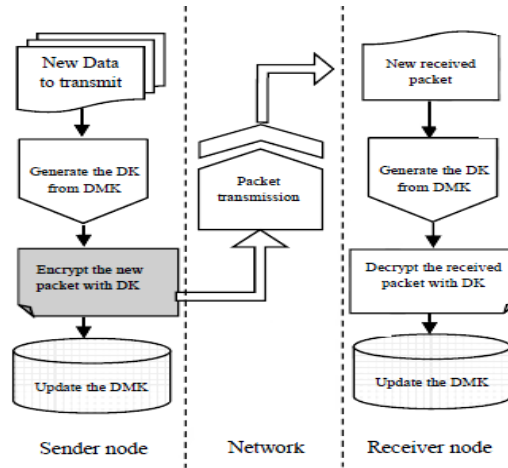 New Data
to transmit
Generate the DK
from DMK
Encrypt the new
packet with DK
Update the DMK
Sender node
Packet
transmission
Network
New received
packet
Generate the DK
from DMK
Decrypt the received
packet with DK
Update the DMK
Receiver node